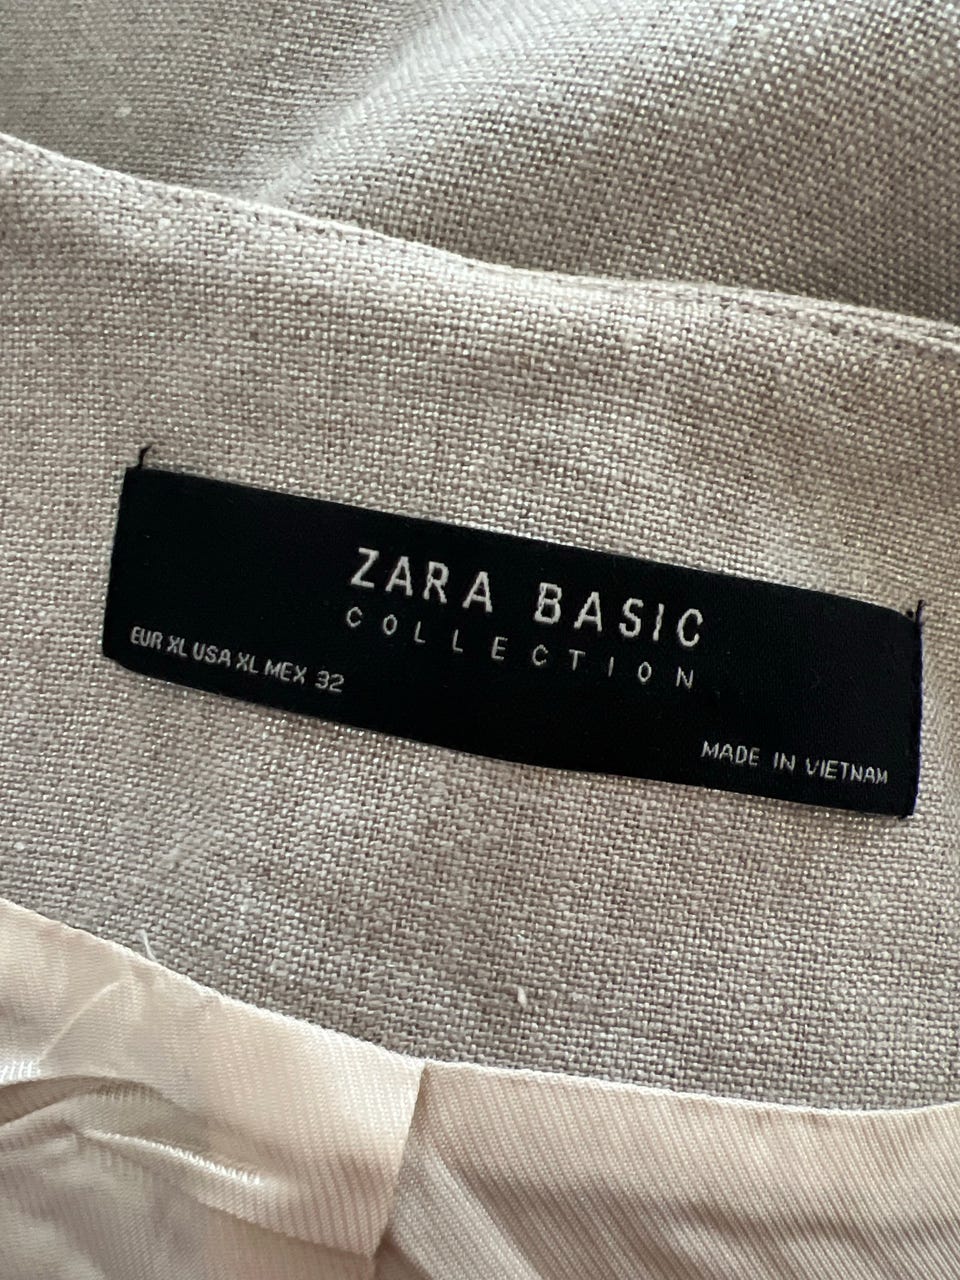 ZARA BASIC
COLLECTION
EUR XL USA XL MEX 32
MADE IN VIETNAM